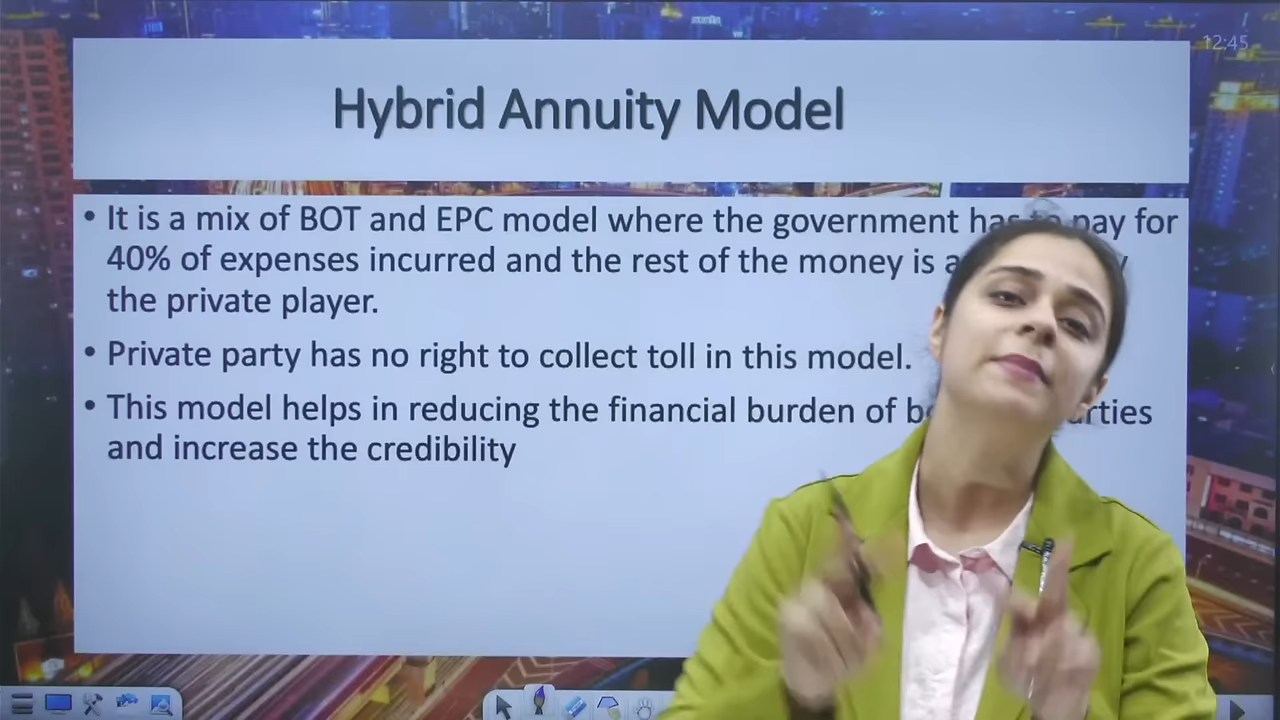 12:45
Hybrid Annuity Model
• It is a mix of BOT and EPC model where the government has to pay for
40% of expenses incurred and the rest of the money is
the private player.
• Private party has no right to collect toll in this model.
• This model helps in reducing the financial burden of
and increase the credibility